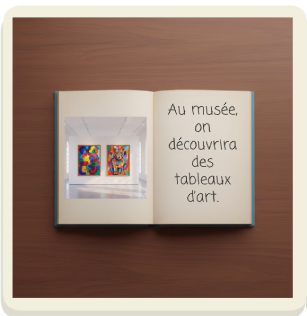 Au musée,
on
découvrira
des
tableaux
d'art.